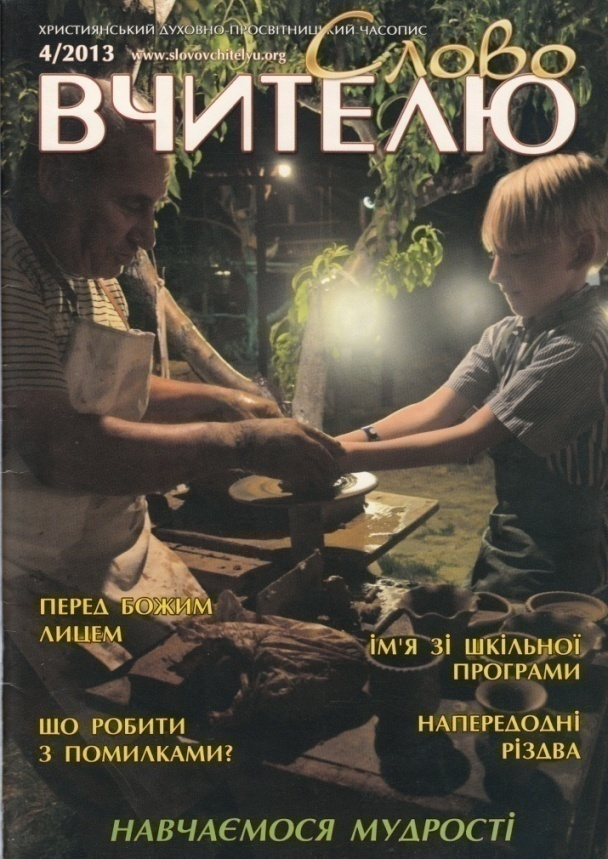 ХРИСТИЯНСЬКИЙ ДУХОВНО-ПРОСВІТНИЦЬКИЙ ЧАСОПИС
4/2013 www.slovovchitelyu.org
Слово
ВЧИТЕЛЮ
ПЕРЕД БОЖИМ
ЛИЦЕМ
ІМ'Я ЗІ ШКІЛЬНОЇ
ПРОГРАМИ
ЩО РОБИТИ
З ПОМИЛКАМИ?
НАПЕРЕДОДНІ
РІЗДВА
НАВЧАЄМОСЯ МУДРОСТІ